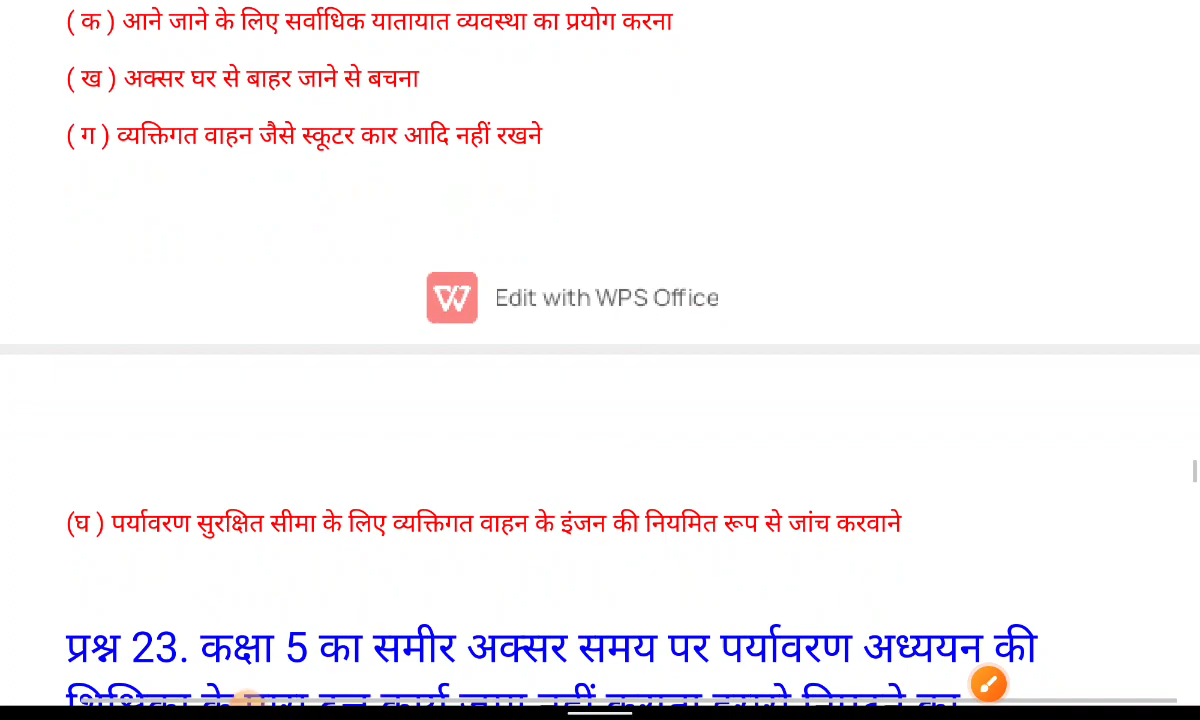 ( क ) आने जाने के लिए सर्वाधिक यातायात व्यवस्था का प्रयोग करना
( ख ) अक्सर घर से बाहर जाने से बचना
( ग ) व्यक्तिगत वाहन जैसे स्कूटर कार आदि नहीं रखने
Edit with WPS Office
(घ ) पर्यावरण सुरक्षित सीमा के लिए व्यक्तिगत वाहन के इंजन की नियमित रूप से जांच करवाने
प्रश्न 23. कक्षा 5 का समीर अक्सर समय पर पर्यावरण अध्ययन की